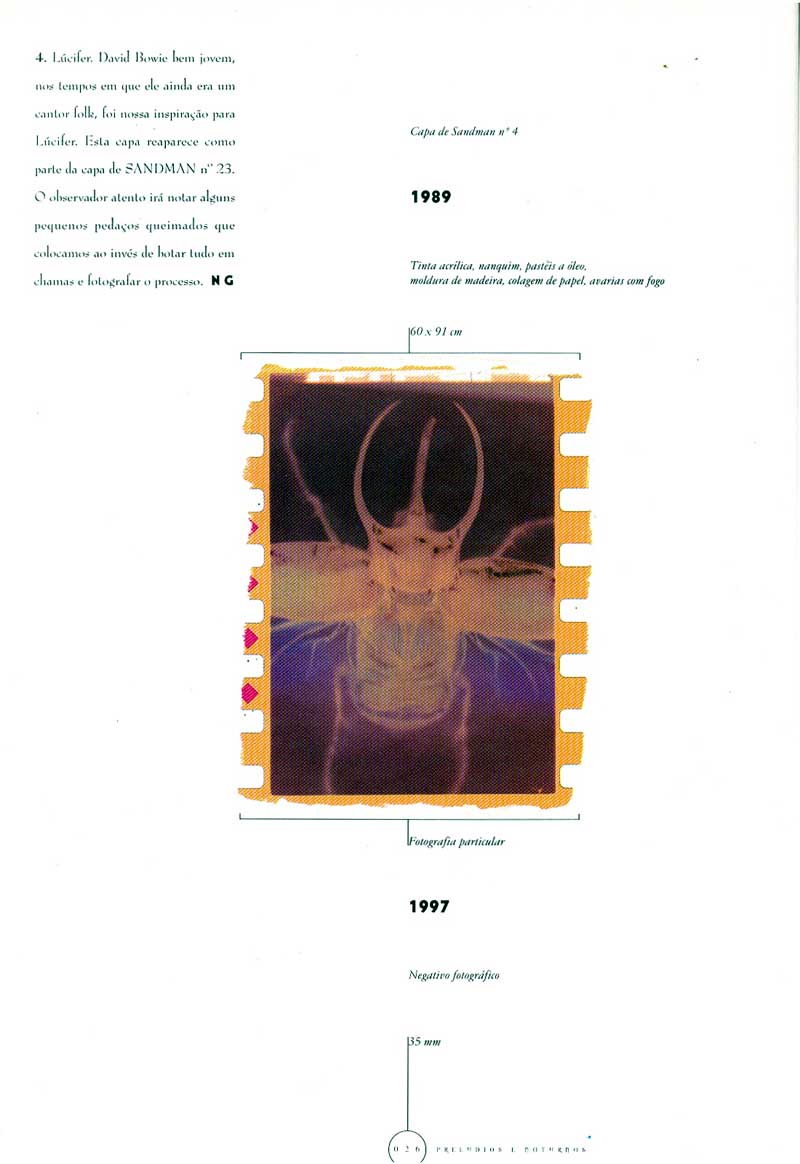 4. Lúcifer. David Bowie bem jovem,
nos tempos em que ele ainda era um
cantor folk, foi nossa inspiração para
Lúcifer. Esta capa reaparece como
parte da capa de SANDMAN nº 23.
O observador atento irá notar alguns
pequenos pedaços queimados que
colocamos ao invés de botar tudo em
chamas e fotografar o processo. NG
Capa de Sandman nº 4
1989
Tinta acrílica, nanquim, pastéis a óleo,
moldura de madeira, colagem de papel, avarias com fogo
60 x 91 cm
Fotografia particular
1997
Negativo fotográfico
35 mm
026 PRELÚDIOS E NOTURNOS